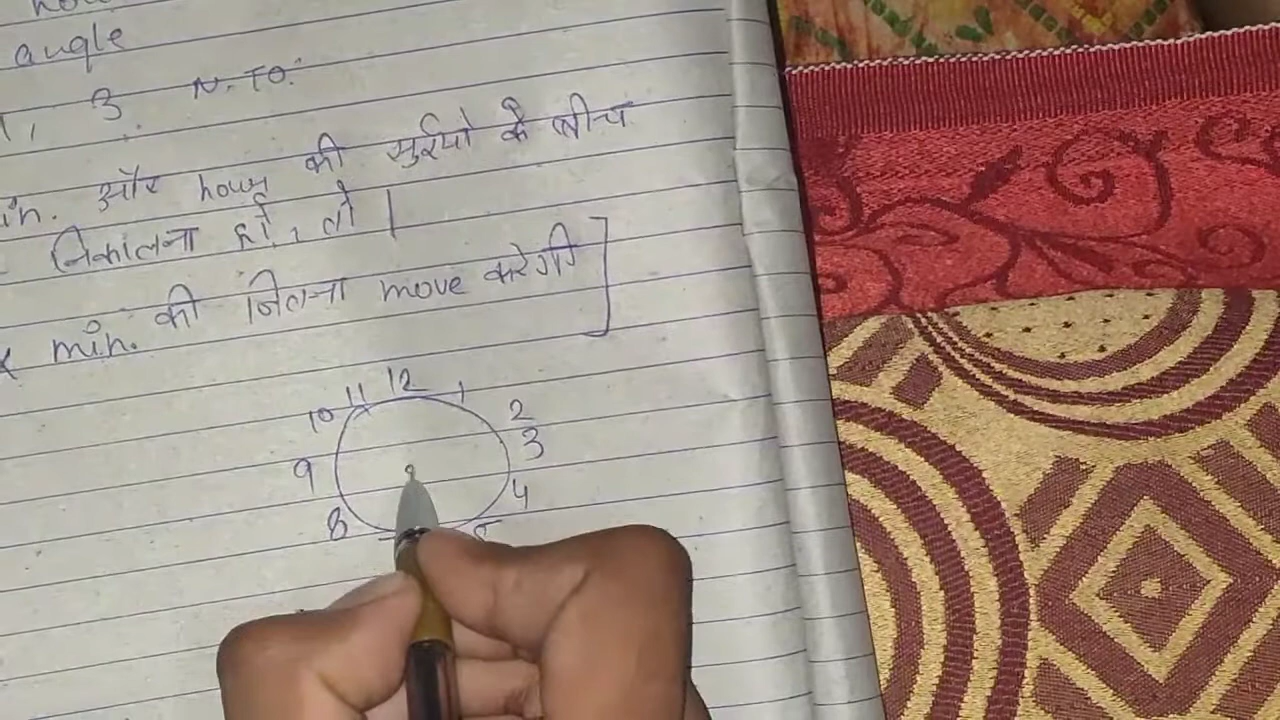 angle
3 N.TO.
min. और hour की सुईयो के बीच
निकालना हो, तो |
min. की जितना move करेगी]
12
11 1
10 2
9 3
8 4